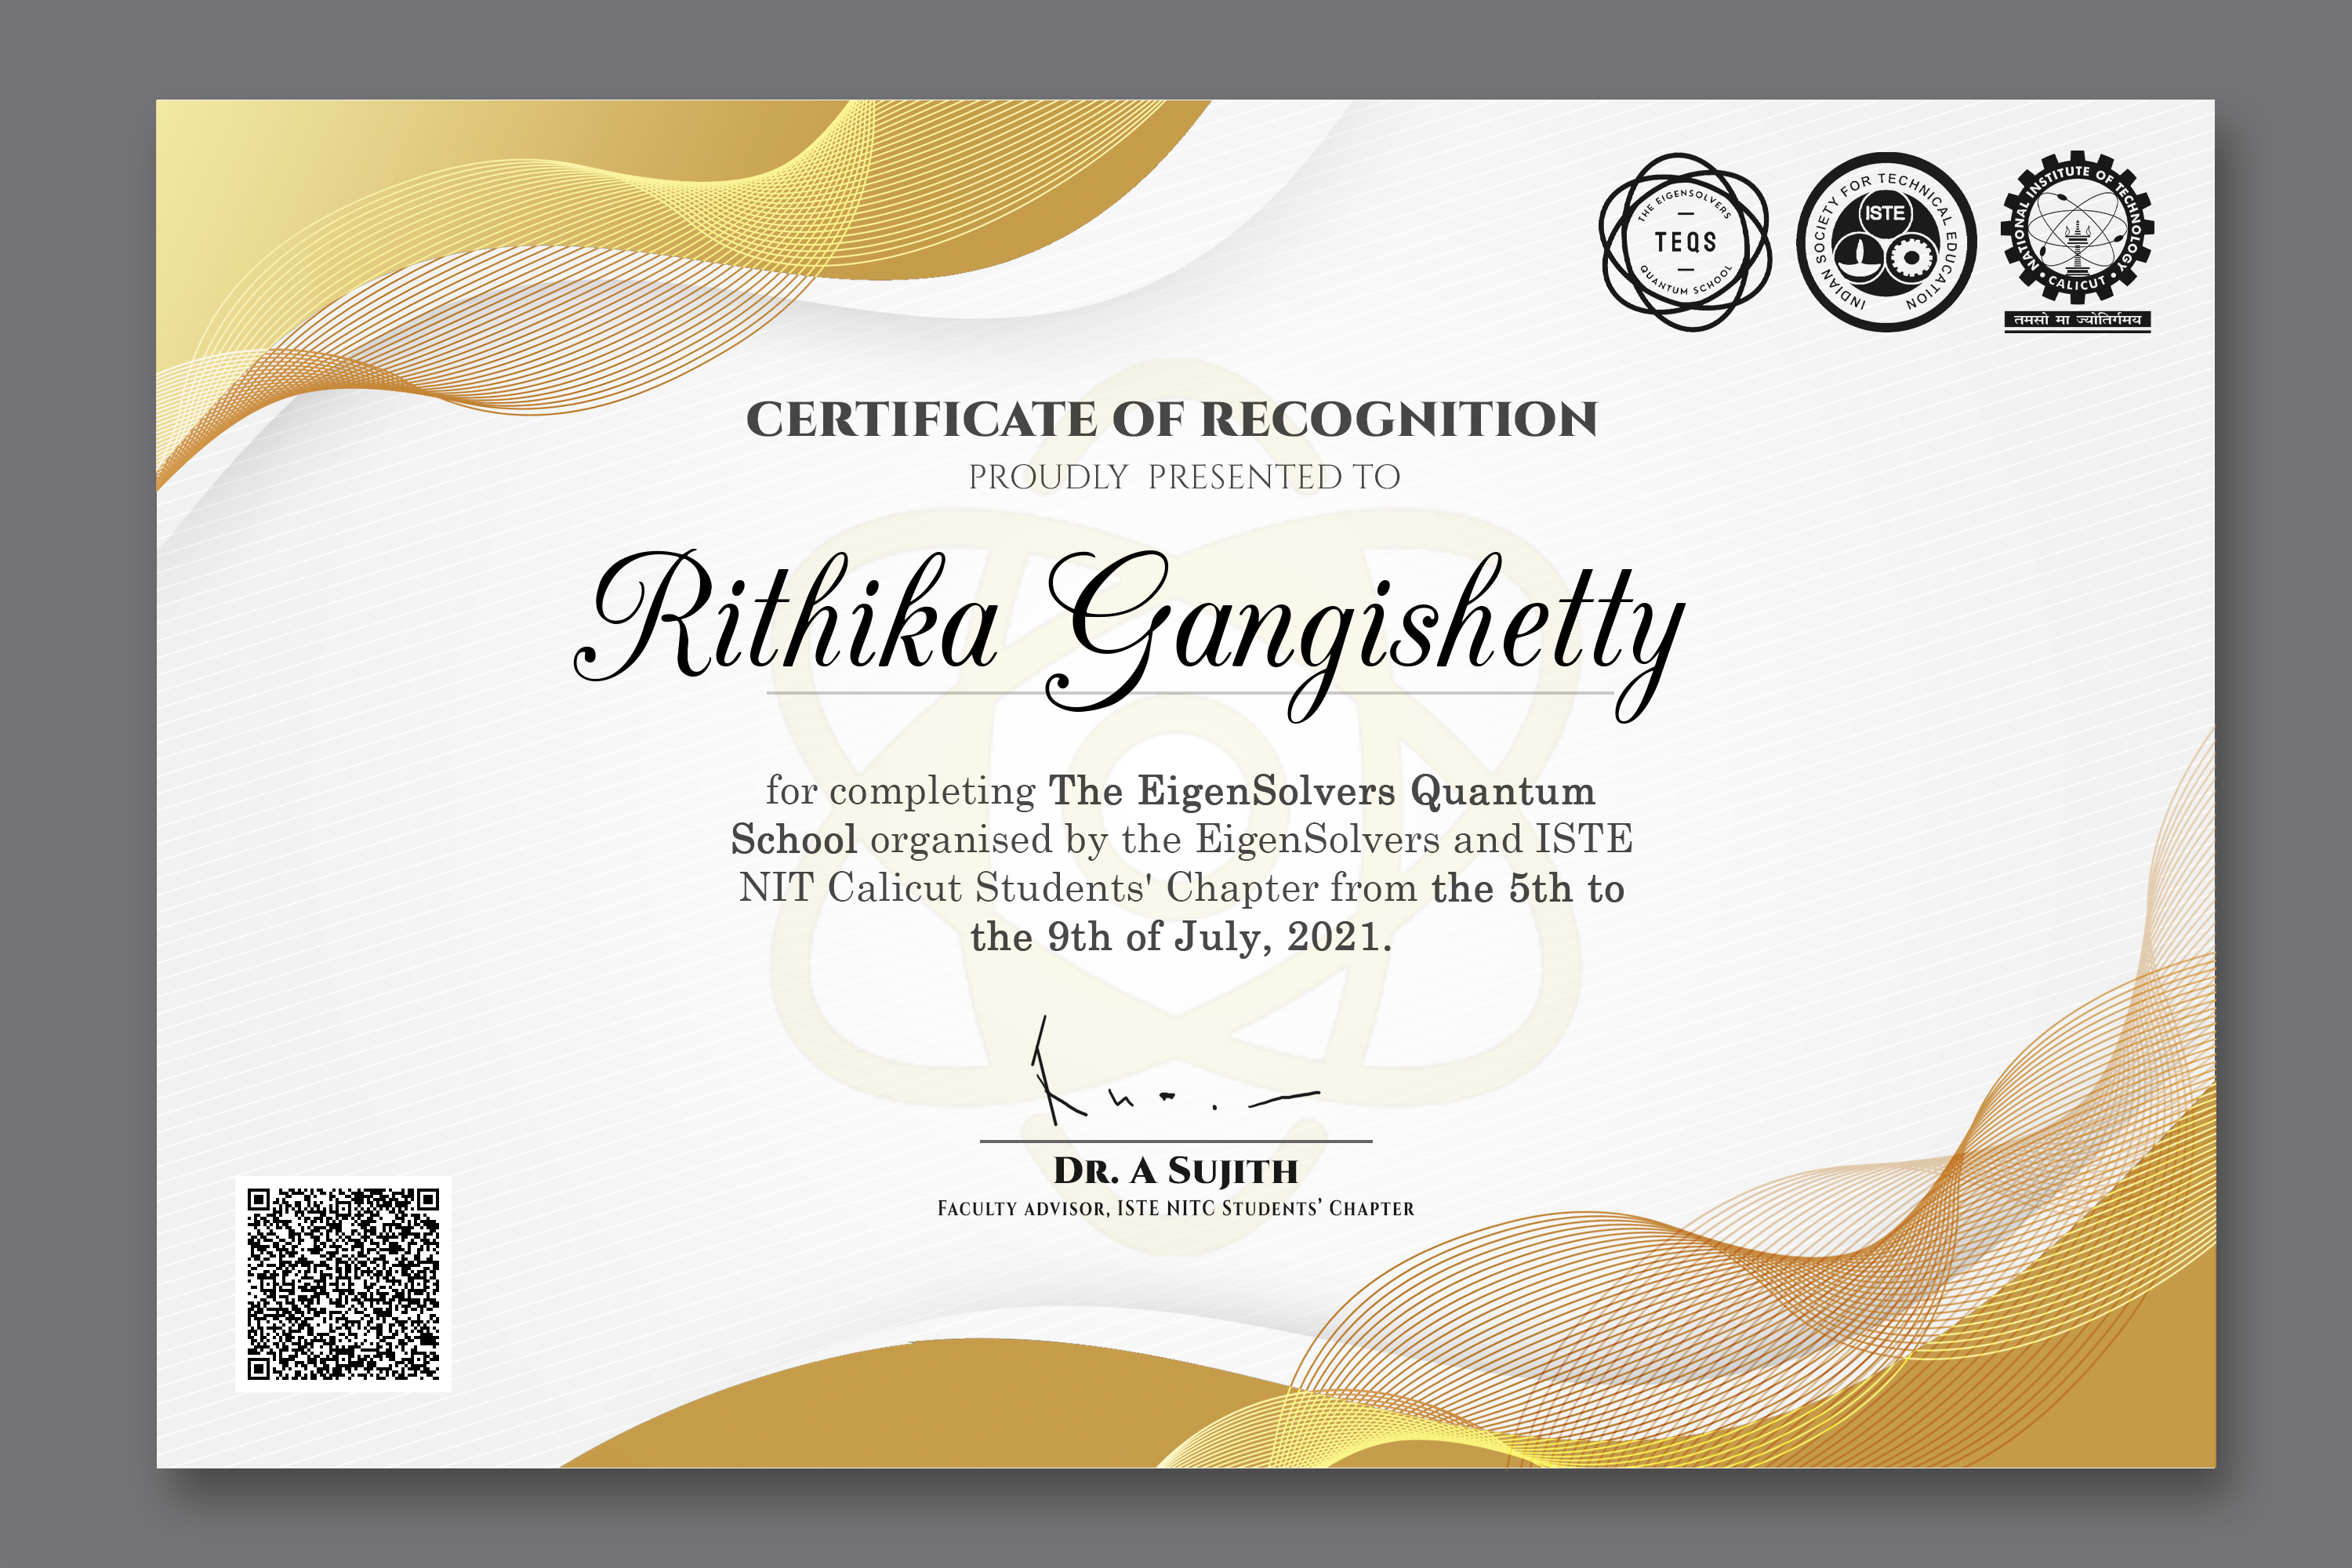 THE EIGENSOLVERS
TEQS
QUANTUM SCHOOL
INDIAN SOCIETY FOR TECHNICAL EDUCATION
ISTE
NATIONAL INSTITUTE OF TECHNOLOGY
• CALICUT •
तमसो मा ज्योतिर्गमय
CERTIFICATE OF RECOGNITION
PROUDLY PRESENTED TO
Rithika Gangishetty
for completing The EigenSolvers Quantum
School organised by the EigenSolvers and ISTE
NIT Calicut Students' Chapter from the 5th to
the 9th of July, 2021.
DR. A SUJITH
FACULTY ADVISOR, ISTE NITC STUDENTS' CHAPTER